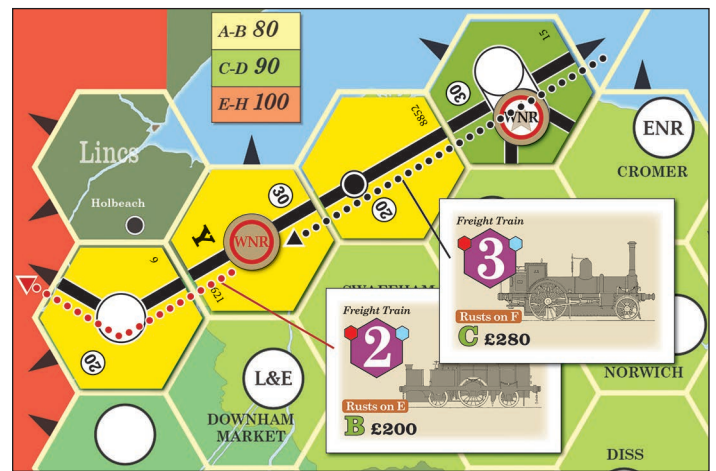 A-B 80
C-D 90
E-H 100
15
30
WNR
8852
Lincs
ENR
CROMER
Holbeach
30
Y
20
WNR
9
621
Freight Train
3
Rusts on F
C £280
SWAFFHAM
Freight Train
2
20
L&E
NORWICH
DOWNHAM
MARKET
Rusts on E
B £200
DISS